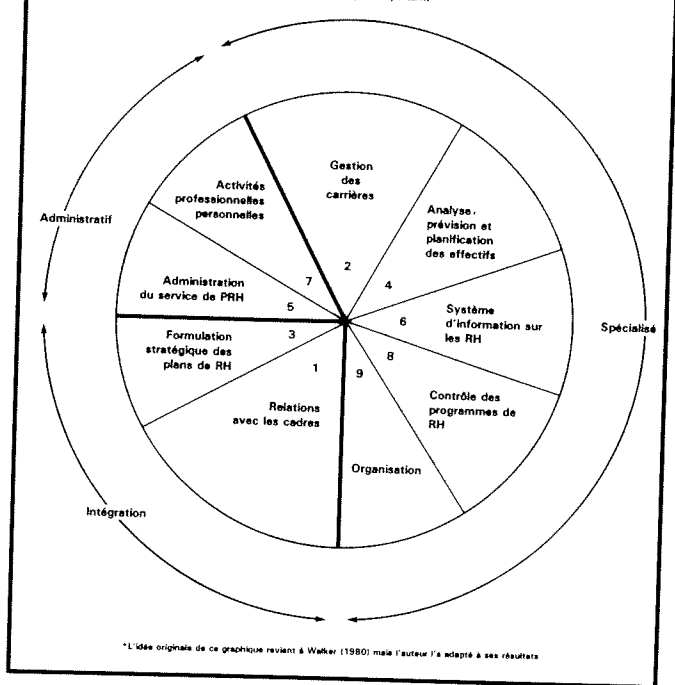 Gestion
des
carrières
2
Activités
professionnelles
personnelles
7
Analyse,
prévision et
planification
des effectifs
4
Administratif
Administration
du service de PRH
5
Système
d'information sur
les RH
6
Spécialisé
Formulation
stratégique des
plans de RH
3
Contrôle des
programmes de
RH
8
Relations
avec les cadres
1
Organisation
9
Intégration
*L'idée originale de ce graphique revient à Walker (1980) mais l'auteur l'a adapté à ses résultats